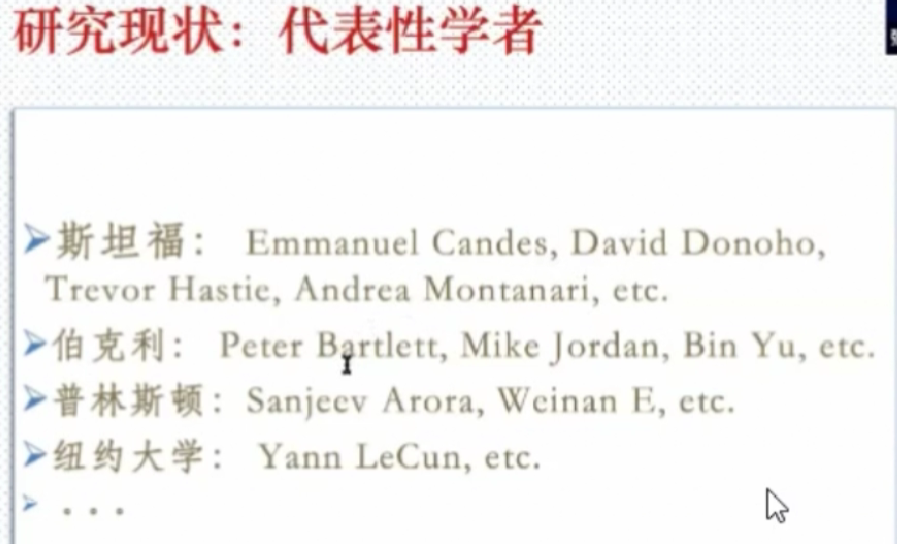 研究现状：代表性学者
➢斯坦福： Emmanuel Candes, David Donoho,
Trevor Hastie, Andrea Montanari, etc.
➢伯克利： Peter Bartlett, Mike Jordan, Bin Yu, etc.
➢普林斯顿：Sanjeev Arora, Weinan E, etc.
➢纽约大学： Yann LeCun, etc.
➢ . . .